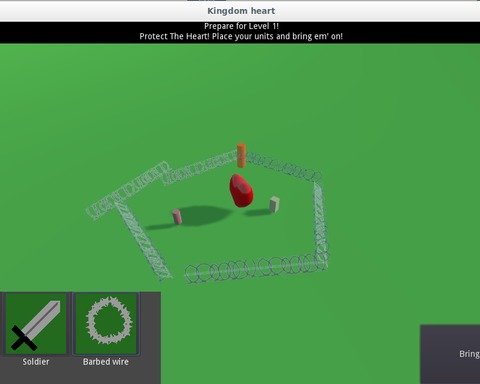 Kingdom heart
Prepare for Level 1!
Protect The Heart! Place your units and bring em' on!
Soldier
Barbed wire
Bring